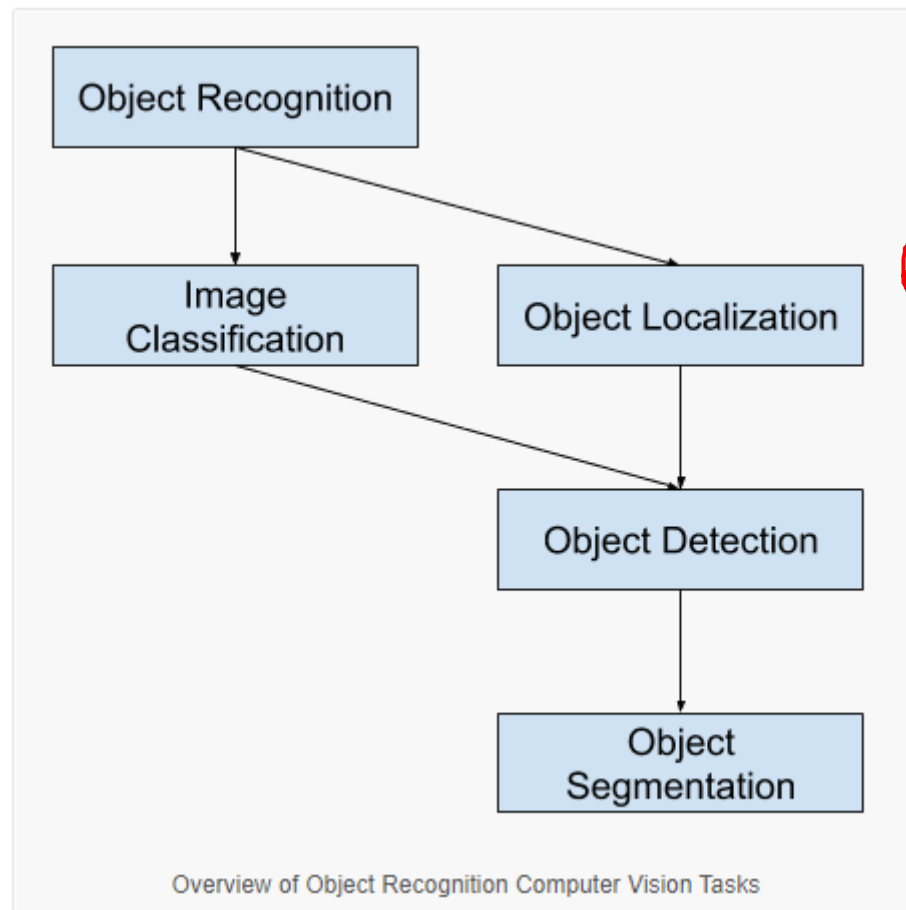 Object Recognition
Image
Classification
Object Localization
Object Detection
Object
Segmentation
Overview of Object Recognition Computer Vision Tasks